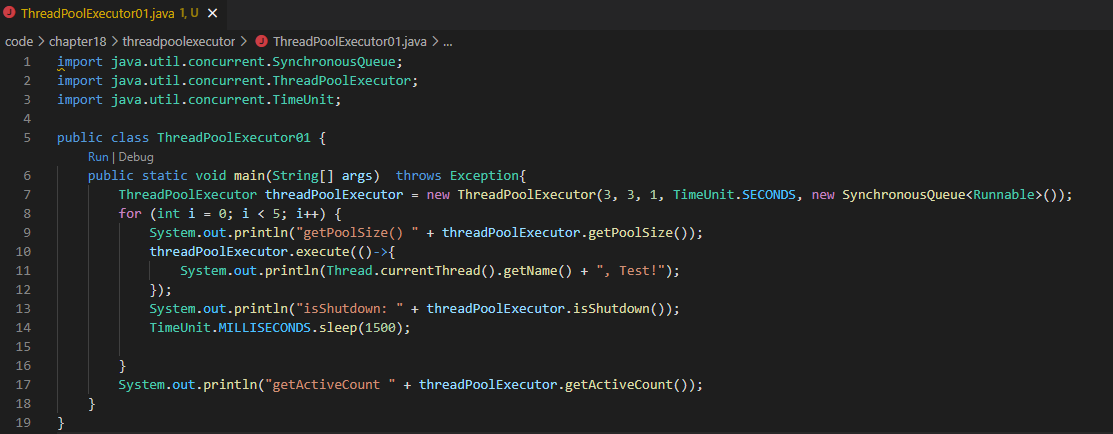 ThreadPoolExecutor01.java 1, U ×
code > chapter18 > threadpoolexecutor > ThreadPoolExecutor01.java > ...
1 import java.util.concurrent.SynchronousQueue;
2 import java.util.concurrent.ThreadPoolExecutor;
3 import java.util.concurrent.TimeUnit;
4
5 public class ThreadPoolExecutor01 {
Run | Debug
6 public static void main(String[] args)  throws Exception{
7 ThreadPoolExecutor threadPoolExecutor = new ThreadPoolExecutor(3, 3, 1, TimeUnit.SECONDS, new SynchronousQueue<Runnable>());
8 for (int i = 0; i < 5; i++) {
9 System.out.println("getPoolSize() " + threadPoolExecutor.getPoolSize());
10 threadPoolExecutor.execute(()->{
11 System.out.println(Thread.currentThread().getName() + ", Test!");
12 });
13 System.out.println("isShutdown: " + threadPoolExecutor.isShutdown());
14 TimeUnit.MILLISECONDS.sleep(1500);
15
16 }
17 System.out.println("getActiveCount " + threadPoolExecutor.getActiveCount());
18 }
19 }